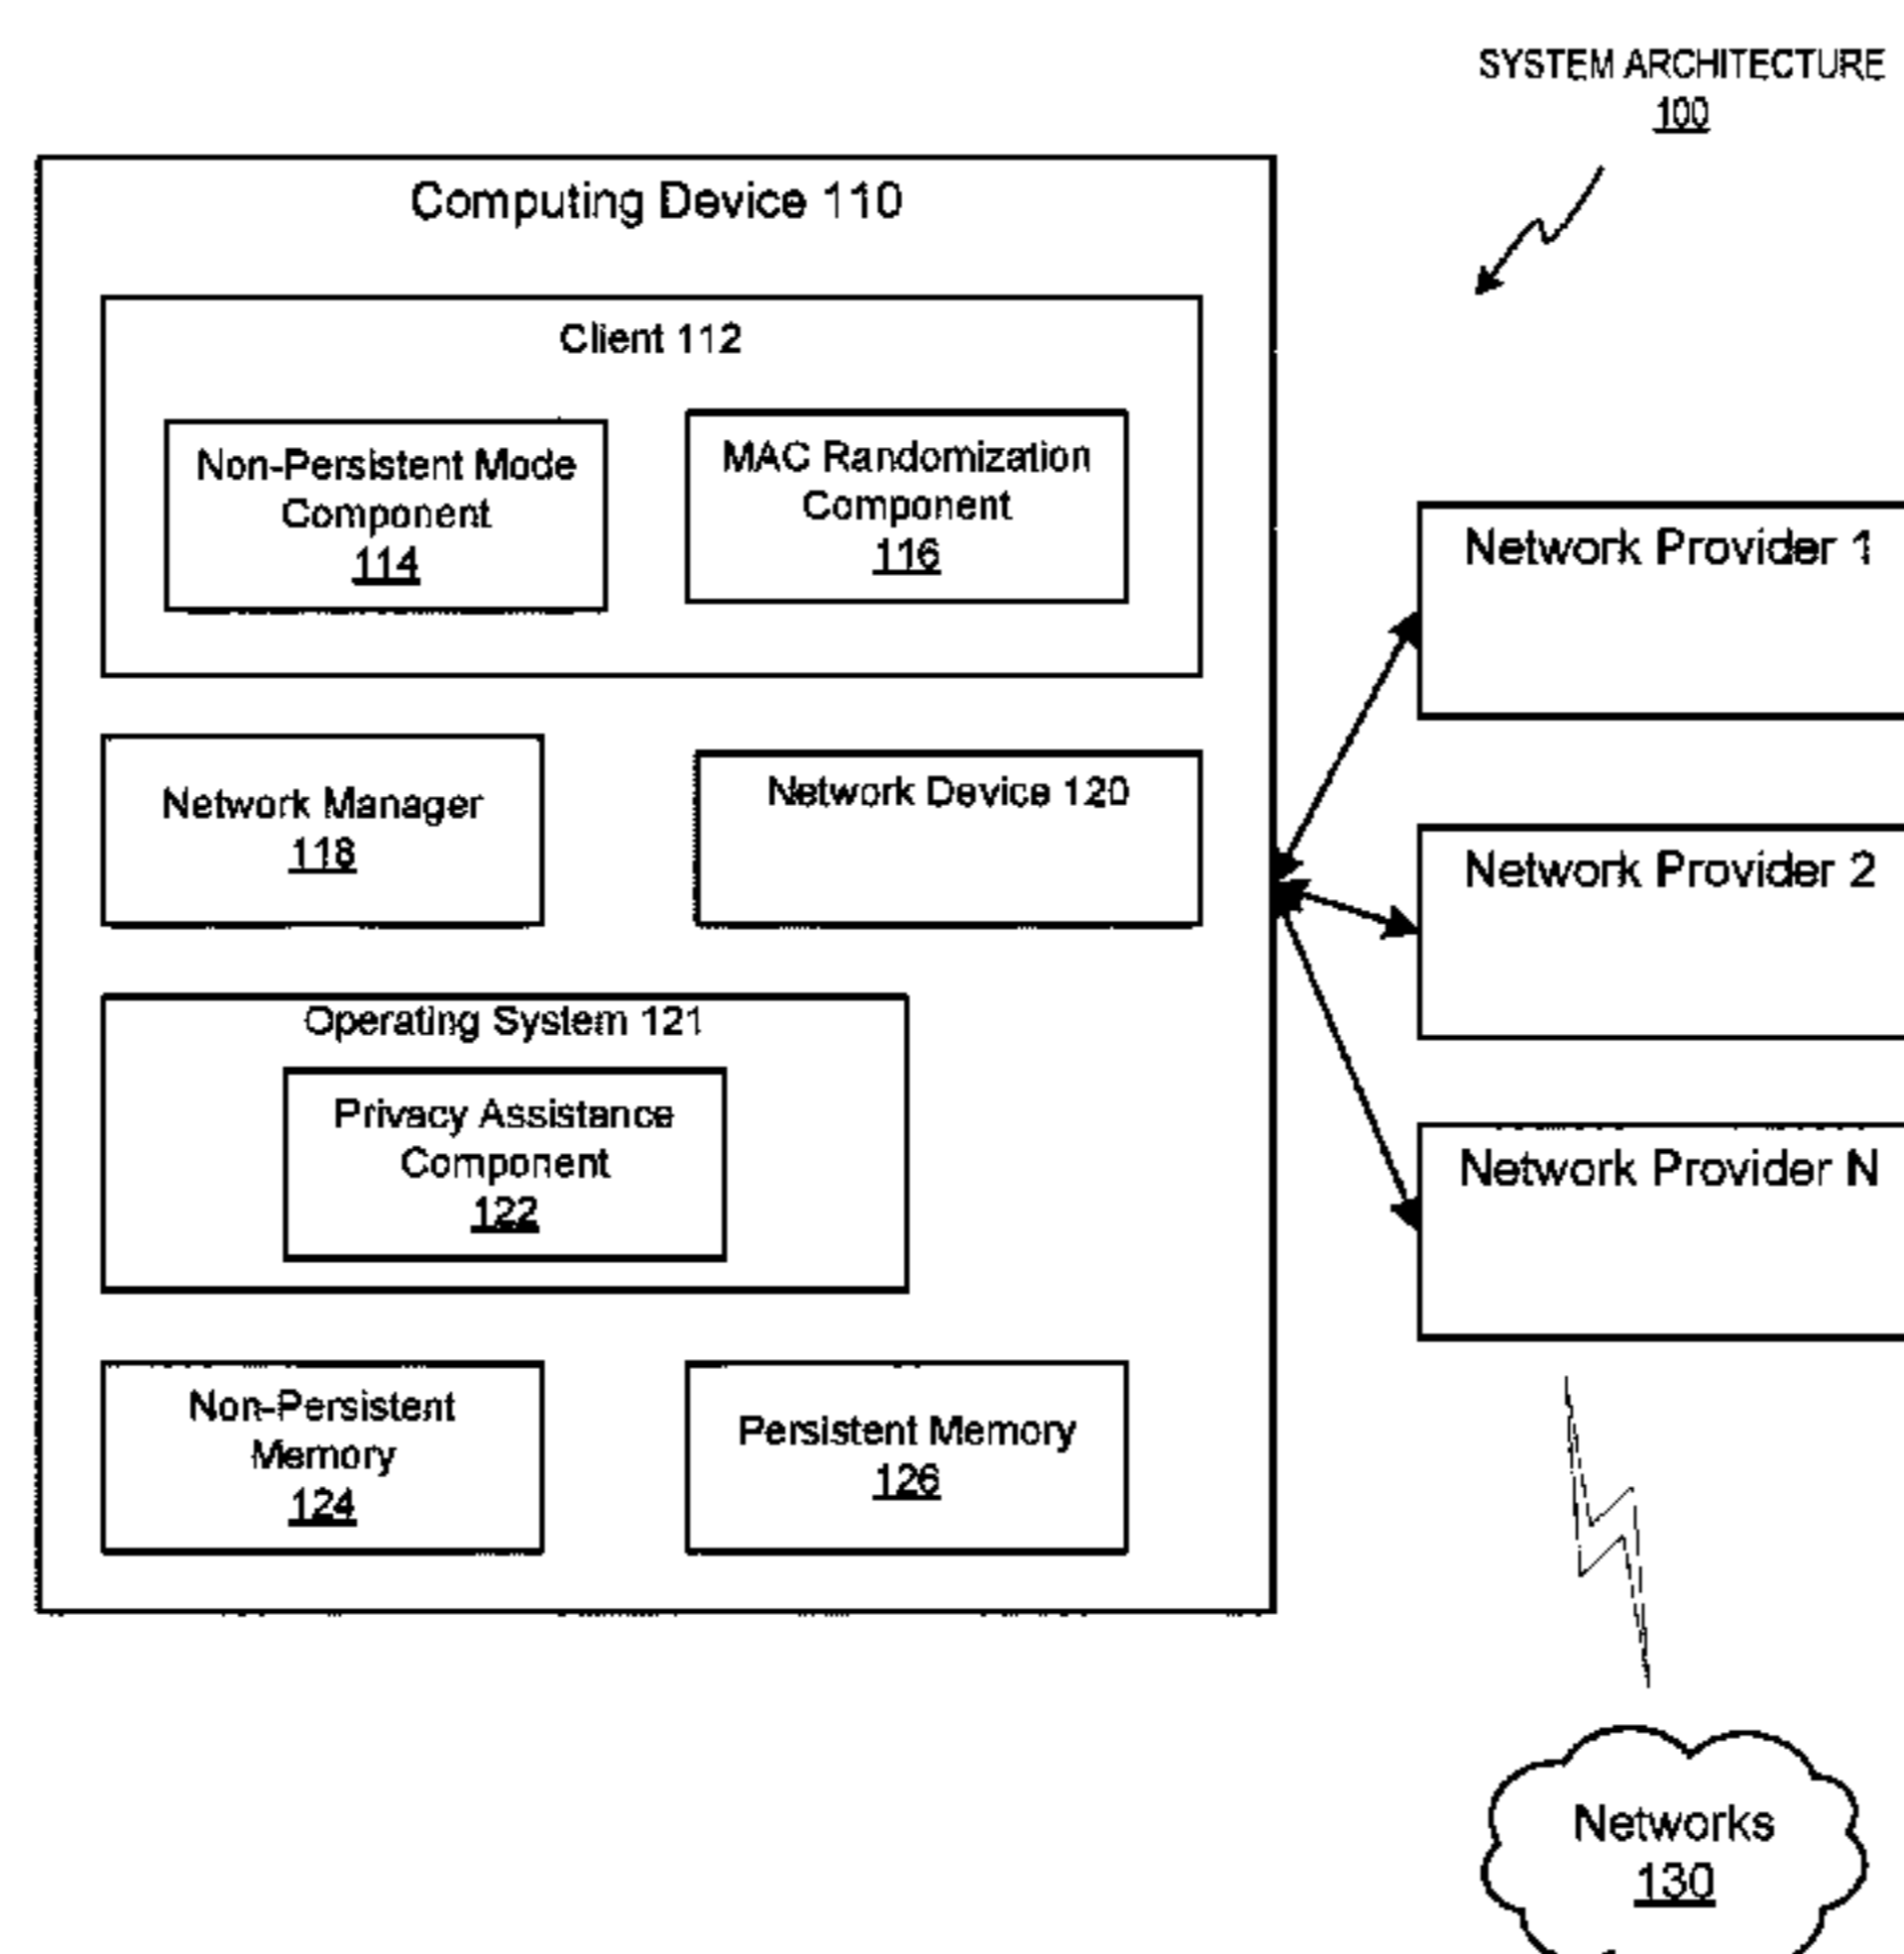 SYSTEM ARCHITECTURE
100
Computing Device 110
Client 112
Non-Persistent Mode
Component
114
MAC Randomization
Component
116
Network Manager
118
Network Device 120
Operating System 121
Privacy Assistance
Component
122
Non-Persistent
Memory
124
Persistent Memory
126
Network Provider 1
Network Provider 2
Network Provider N
Networks
130